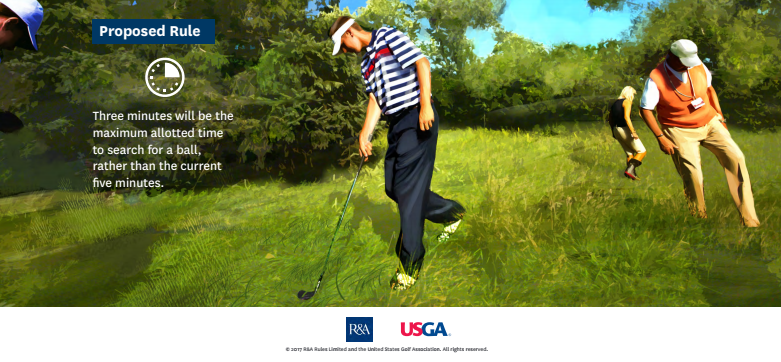 Proposed Rule
Three minutes will be the
maximum allotted time
to search for a ball,
rather than the current
five minutes.
R&A
USGA®
© 2017 R&A Rules Limited and the United States Golf Association. All rights reserved.